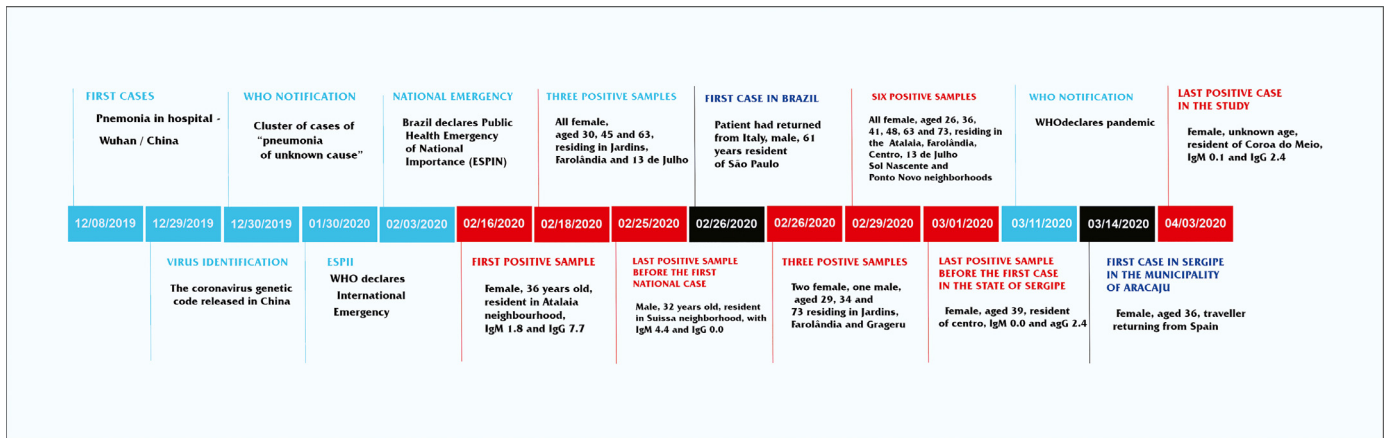 FIRST CASES
Pnemonia in hospital -
Wuhan / China
WHO NOTIFICATION
Cluster of cases of
“pneumonia
of unknown cause”
NATIONAL EMERGENCY
Brazil declares Public
Health Emergency
of National
Importance (ESPIN)
THREE POSITIVE SAMPLES
All female,
aged 30, 45 and 63,
residing in Jardins,
Farolândia and 13 de Julho
FIRST CASE IN BRAZIL
Patient had returned
from Italy, male, 61
years resident
of São Paulo
SIX POSITIVE SAMPLES
All female, aged 26, 36,
41, 48, 63 and 73, residing in
the Atalaia, Farolândia,
Centro, 13 de Julho
Sol Nascente and
Ponto Novo neighborhoods
WHO NOTIFICATION
WHOdeclares pandemic
LAST POSITIVE CASE
IN THE STUDY
Female, unknown age,
resident of Coroa do Meio,
IgM 0.1 and IgG 2.4
12/08/2019 12/29/2019 12/30/2019 01/30/2020 02/03/2020 02/16/2020 02/18/2020 02/25/2020 02/26/2020 02/26/2020 02/29/2020 03/01/2020 03/11/2020 03/14/2020 04/03/2020
VIRUS IDENTIFICATION
The coronavirus genetic
code released in China
ESPII
WHO declares
International
Emergency
FIRST POSITIVE SAMPLE
Female, 36 years old,
resident in Atalaia
neighbourhood,
IgM 1.8 and IgG 7.7
LAST POSITIVE SAMPLE
BEFORE THE FIRST
NATIONAL CASE
Male, 32 years old, resident
in Suissa neighborhood, with
IgM 4.4 and IgG 0.0
THREE POSTIVE SAMPLES
Two female, one male,
aged 29, 34 and
73 residing in Jardins,
Farolândia and Grageru
LAST POSITIVE SAMPLE
BEFORE THE FIRST CASE
IN THE STATE OF SERGIPE
Female, aged 39, resident
of centro, IgM 0.0 and agG 2.4
FIRST CASE IN SERGIPE
IN THE MUNICIPALITY
OF ARACAJU
Female, aged 36, traveller
returning from Spain